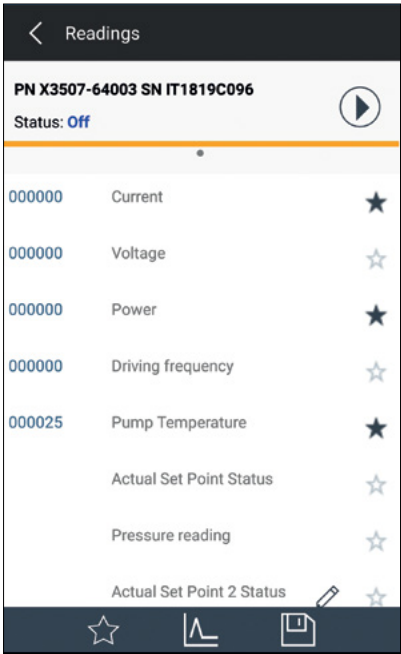 Readings
PN X3507-64003 SN IT1819C096
Status: Off
000000 Current
000000 Voltage
000000 Power
000000 Driving frequency
000025 Pump Temperature
Actual Set Point Status
Pressure reading
Actual Set Point 2 Status